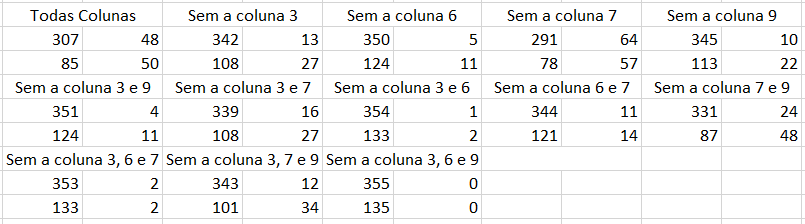 Todas Colunas Sem a coluna 3 Sem a coluna 6 Sem a coluna 7 Sem a coluna 9
307 48 342 13 350 5 291 64 345 10
85 50 108 27 124 11 78 57 113 22
Sem a coluna 3 e 9 Sem a coluna 3 e 7 Sem a coluna 3 e 6 Sem a coluna 6 e 7 Sem a coluna 7 e 9
351 4 339 16 354 1 344 11 331 24
124 11 108 27 133 2 121 14 87 48
Sem a coluna 3, 6 e 7 Sem a coluna 3, 7 e 9 Sem a coluna 3, 6 e 9
353 2 343 12 355 0
133 2 101 34 135 0